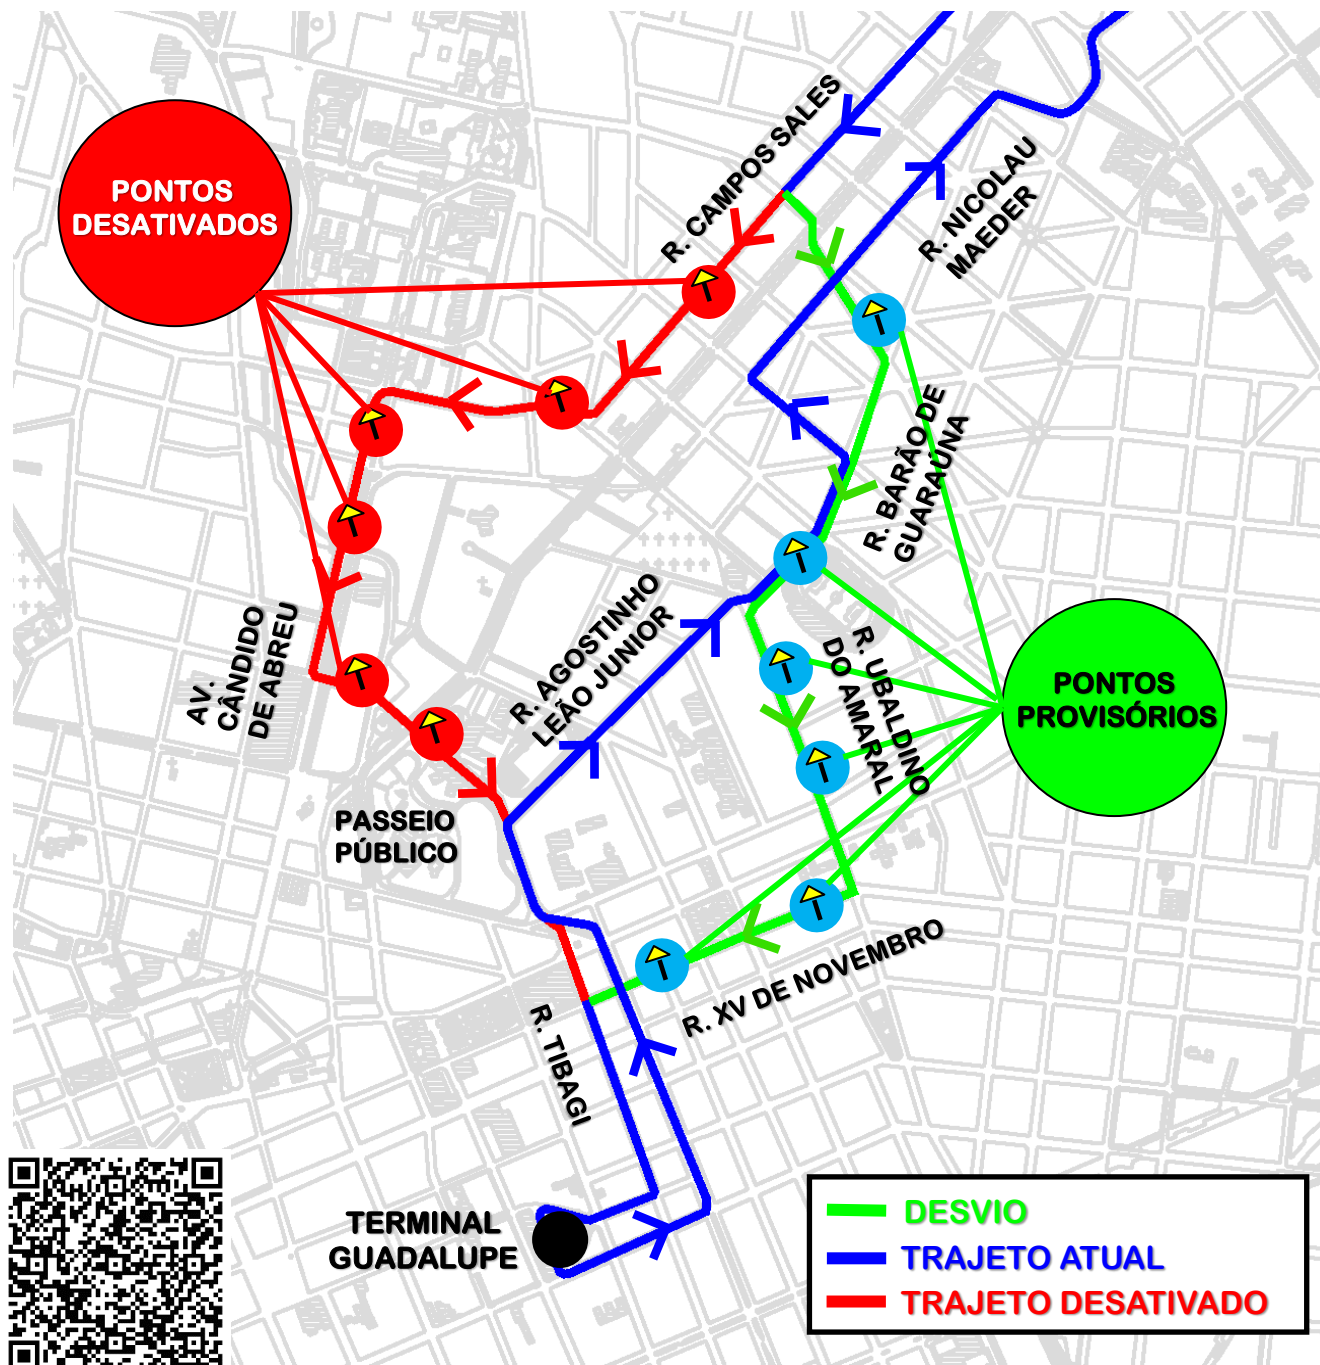 PONTOS
DESATIVADOS
R. CAMPOS SALES
R. NICOLAU
MAEDER
R. BARÃO DE
GUARAÚNA
AV.
CÂNDIDO
DE ABREU
R. AGOSTINHO
LEÃO JUNIOR
R. UBALDINO
DO AMARAL
PONTOS
PROVISÓRIOS
PASSEIO
PÚBLICO
R. XV DE NOVEMBRO
R. TIBAGI
TERMINAL
GUADALUPE
DESVIO
TRAJETO ATUAL
TRAJETO DESATIVADO